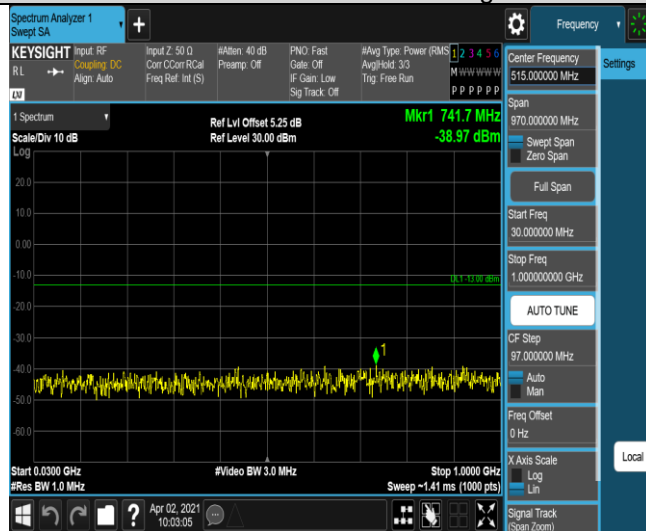 Spectrum Analyzer 1
Swept SA
+
Frequency
KEYSIGHT
RL
LXI
Input: RF
Coupling: DC
Align: Auto
Input Z: 50 Ω
Corr CCorr RCal
Freq Ref: Int (S)
#Atten: 40 dB
Preamp: Off
PNO: Fast
Gate: Off
IF Gain: Low
Sig Track: Off
#Avg Type: Power (RMS
Avg|Hold: 3/3
Trig: Free Run
1 2 3 4 5 6
M W W W W W
P P P P P P
1 Spectrum
Scale/Div 10 dB
Log
Ref Lvl Offset 5.25 dB
Ref Level 30.00 dBm
Mkr1 741.7 MHz
-38.97 dBm
20.0
10.0
0.00
-10.0
DL1 -13.00 dBm
-20.0
-30.0
1
-40.0
-50.0
-60.0
Start 0.0300 GHz
#Res BW 1.0 MHz
#Video BW 3.0 MHz
Stop 1.0000 GHz
Sweep ~1.41 ms (1000 pts)
?
Apr 02, 2021
10:03:05
Center Frequency
515.000000 MHz
Settings
Span
970.000000 MHz
Swept Span
Zero Span
Full Span
Start Freq
30.000000 MHz
Stop Freq
1.000000000 GHz
AUTO TUNE
CF Step
97.000000 MHz
Auto
Man
Freq Offset
0 Hz
X Axis Scale
Log
Lin
Local
Signal Track
(Span Zoom)